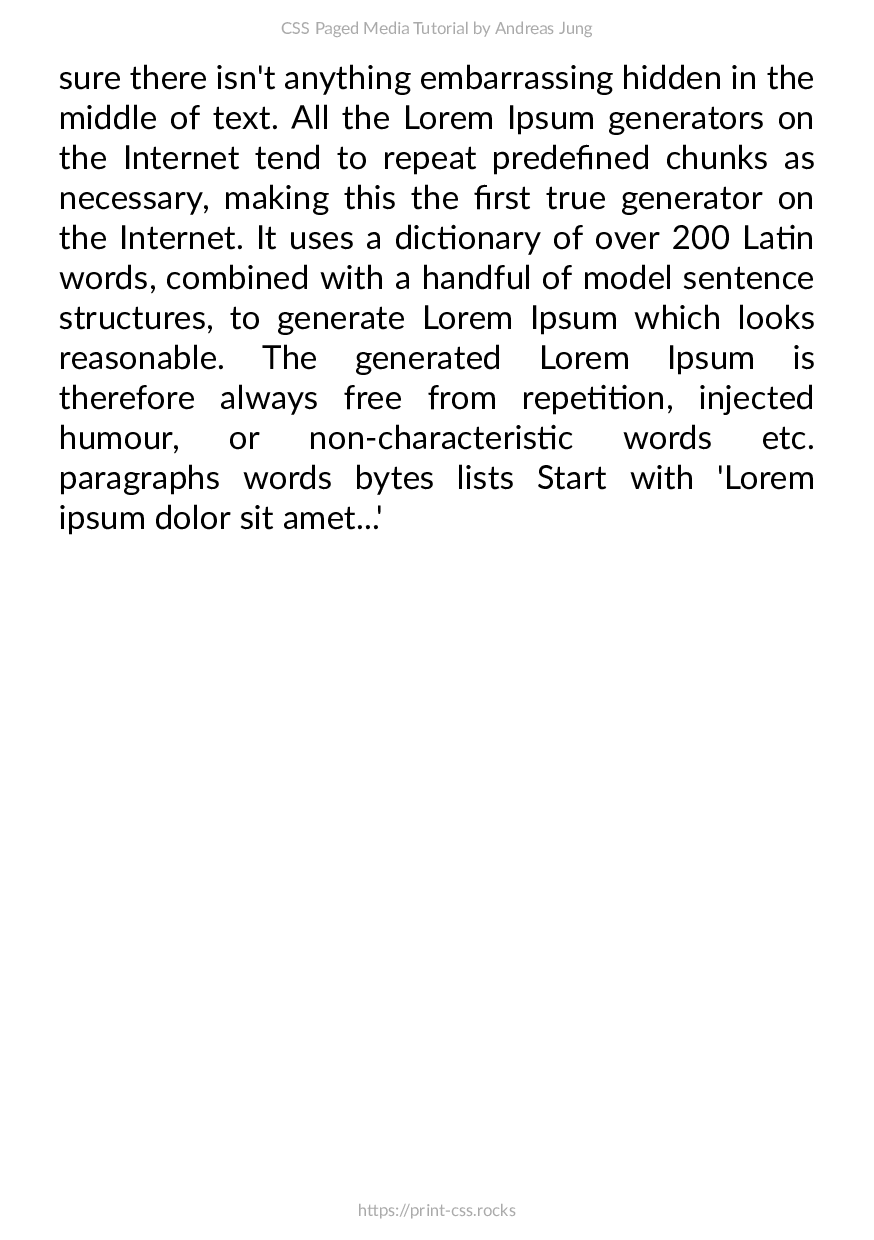 CSS Paged Media Tutorial by Andreas Jung
sure there isn't anything embarrassing hidden in the
middle of text. All the Lorem Ipsum generators on
the Internet tend to repeat predefined chunks as
necessary, making this the first true generator on
the Internet. It uses a dictionary of over 200 Latin
words, combined with a handful of model sentence
structures, to generate Lorem Ipsum which looks
reasonable. The generated Lorem Ipsum is
therefore always free from repetition, injected
humour, or non-characteristic words etc.
paragraphs words bytes lists Start with 'Lorem
ipsum dolor sit amet...'
https://print-css.rocks